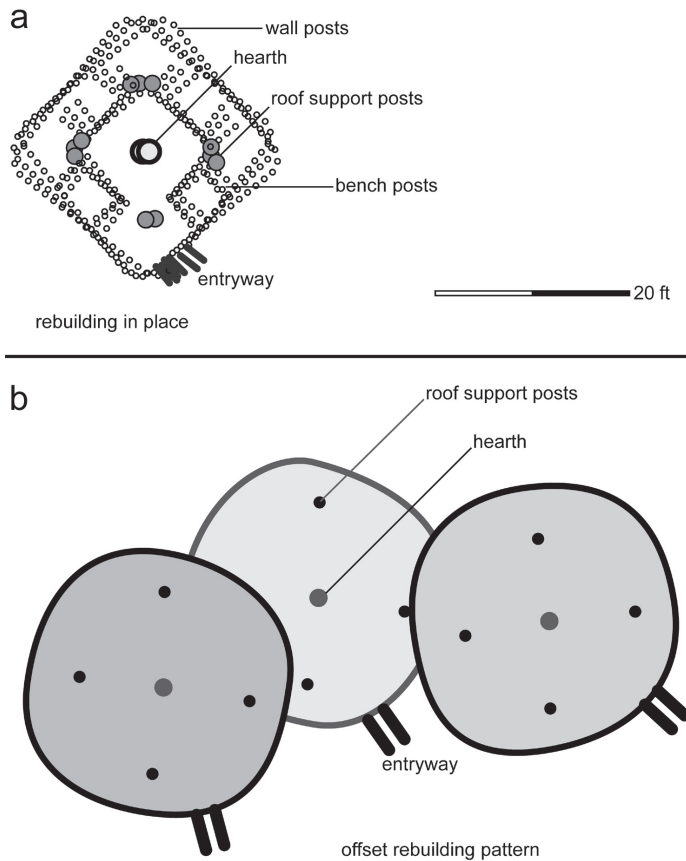 a
wall posts
hearth
roof support posts
bench posts
entryway
20 ft
rebuilding in place
b
roof support posts
hearth
entryway
offset rebuilding pattern